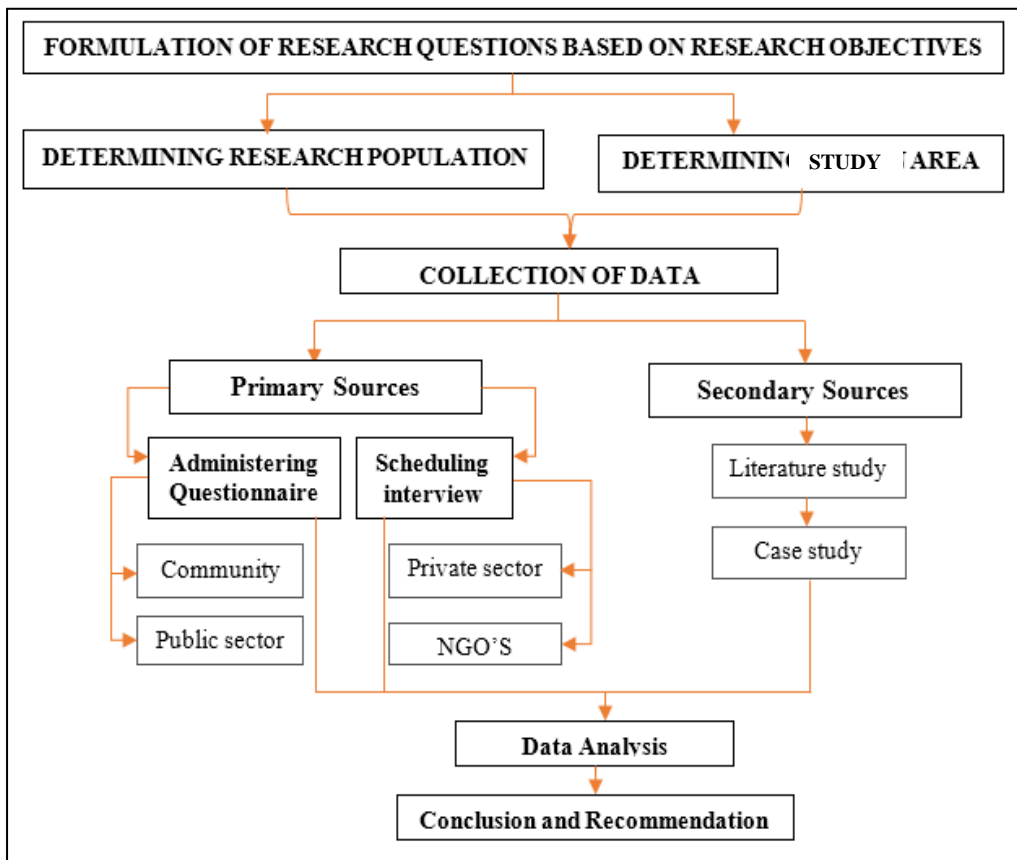 FORMULATION OF RESEARCH QUESTIONS BASED ON RESEARCH OBJECTIVES
DETERMINING RESEARCH POPULATION
DETERMINING STUDY AREA
COLLECTION OF DATA
Primary Sources
Secondary Sources
Administering
Questionnaire
Scheduling
interview
Literature study
Community
Private sector
Case study
Public sector
NGO’S
Data Analysis
Conclusion and Recommendation